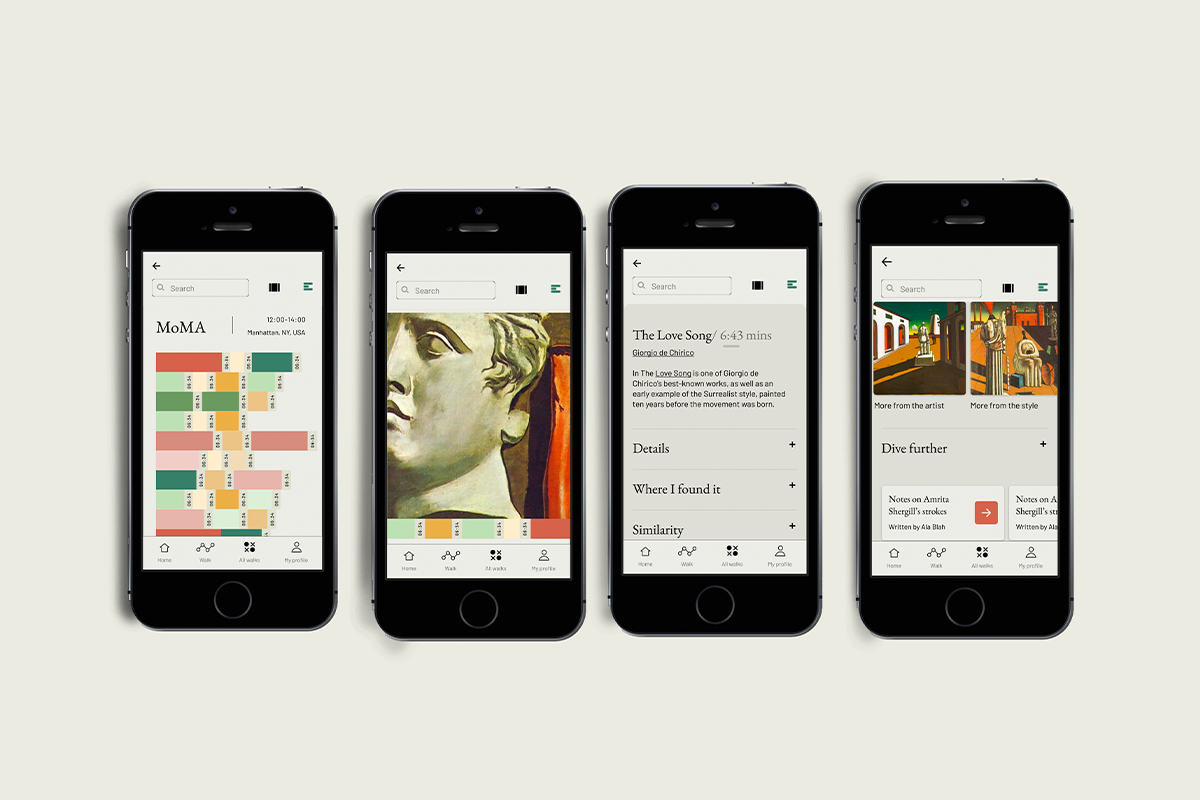 Search
MoMA
12:00-14:00
Manhattan, NY, USA
Home
Walk
All walks
My profile
Search
Home
Walk
All walks
My profile
Search
The Love Song/ 6:43 mins
Giorgio de Chirico
In The Love Song is one of Giorgio de
Chirico's best-known works, as well as an
early example of the Surrealist style, painted
ten years before the movement was born.
Details
Where I found it
Similarity
Home
Walk
All walks
My profile
Search
More from the artist
More from the style
Dive further
Notes on Amrita
Shergill's strokes
Written by Ala Blah
Notes on A
Shergill's str
Written by Ala
Home
Walk
All walks
My profile